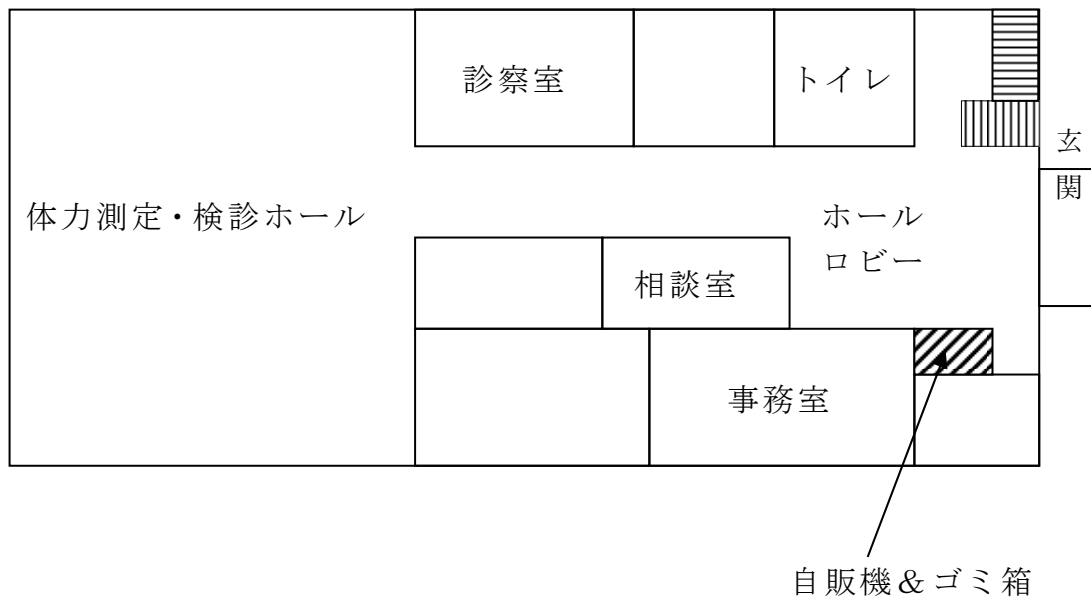 診察室
トイレ
玄
関
体力測定・検診ホール
ホール
ロビー
相談室
事務室
自販機&ゴミ箱